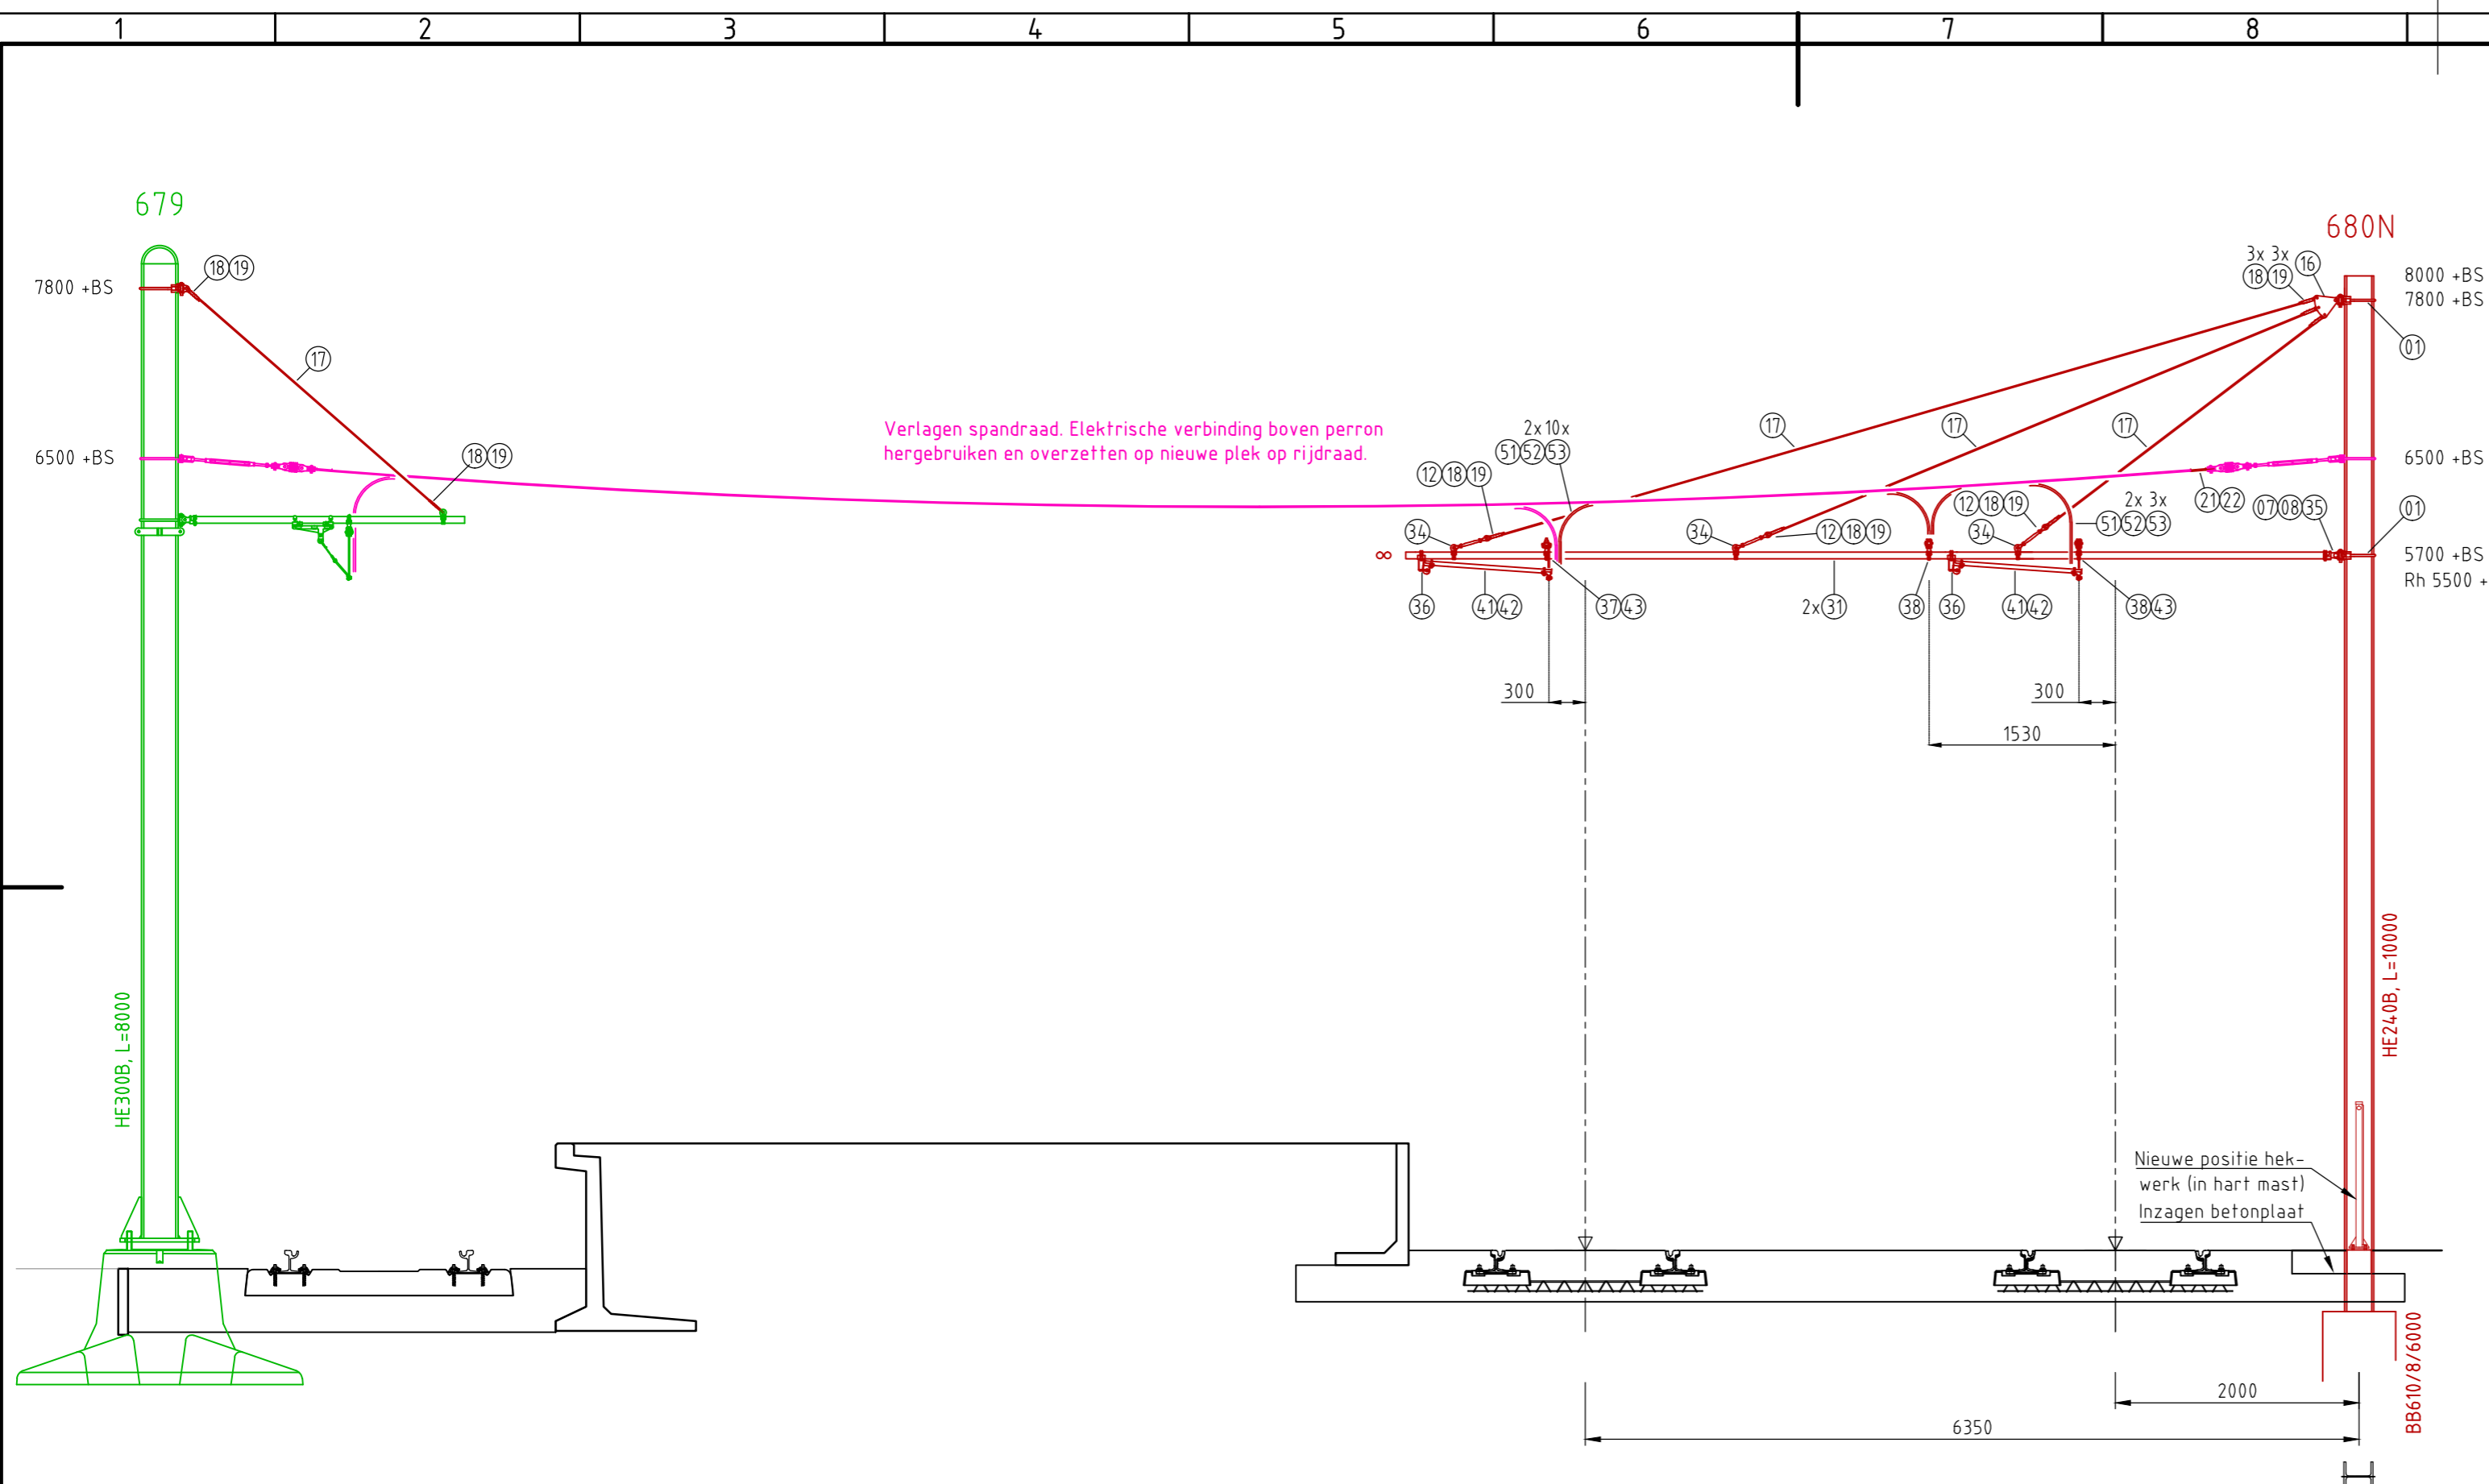 1 2 3 4 5 6 7 8
679
680N
18 19
3x 3x
18 19 16
8000 +BS
7800 +BS
7800 +BS
01
17
17
17
17
Verlagen spandraad. Elektrische verbinding boven perron
hergebruiken en overzetten op nieuwe plek op rijdraad.
2x 10x
51 52 53
6500 +BS
18 19
12 18 19
6500 +BS
12 18 19
2x 3x
51 52 53
21 22
07 08 35
01
34
34
12 18 19
34
∞
5700 +BS
Rh 5500 +
36
41 42
37 43
2x 31
38
36
41 42
38 43
300
300
1530
HE300B, L=8000
HE240B, L=10000
Nieuwe positie hek-
werk (in hart mast)
Inzagen betonplaat
BB610/8/6000
2000
6350